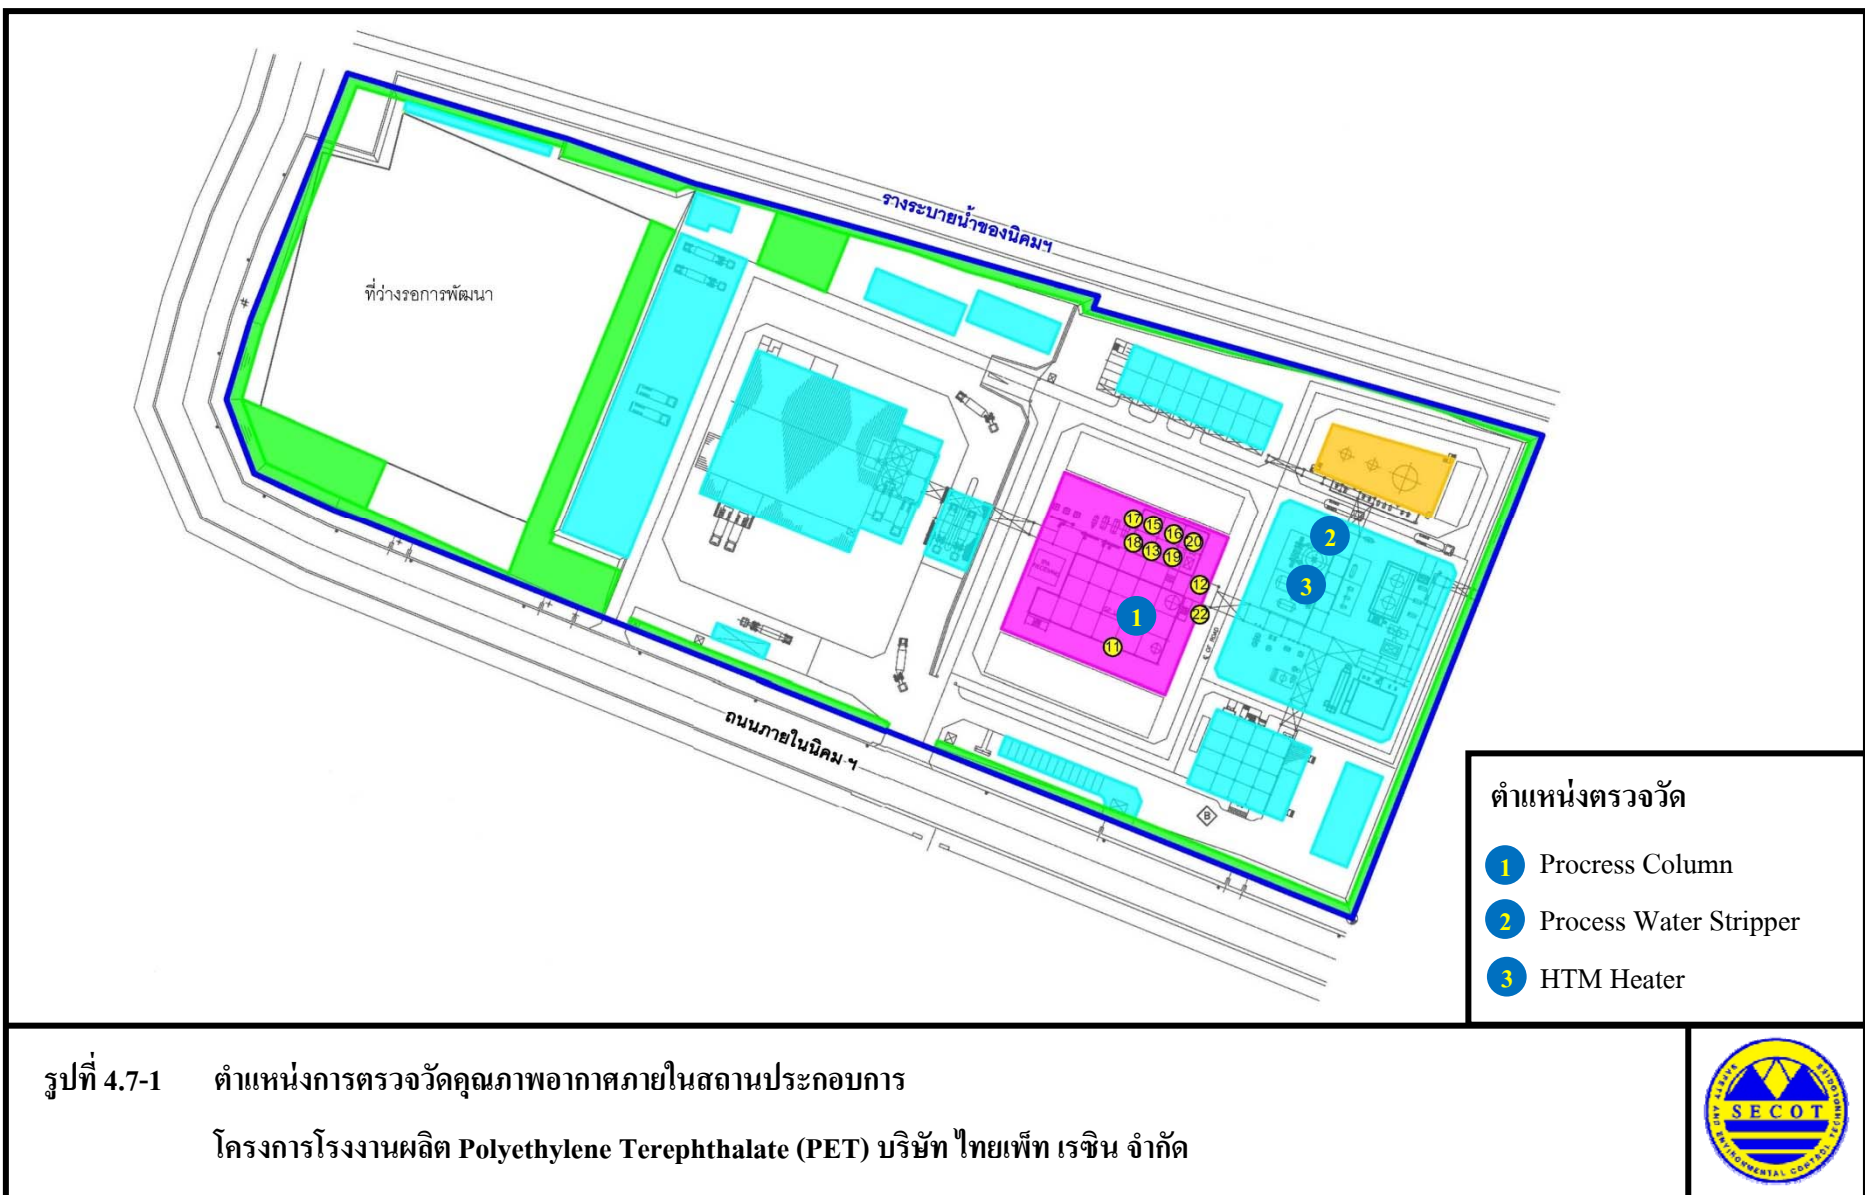 รางระบายน้ำของนิคมฯ
ที่ว่างรอการพัฒนา
17
15
16
20
18
13
19
12
22
11
1
2
3
℄ OF ROAD
B
ถนนภายในนิคม ฯ
ตำแหน่งตรวจวัด
1 Procress Column
2 Process Water Stripper
3 HTM Heater
รูปที่ 4.7-1 ตำแหน่งการตรวจวัดคุณภาพอากาศภายในสถานประกอบการ
โครงการโรงงานผลิต Polyethylene Terephthalate (PET) บริษัท ไทยเพ็ท เรซิน จำกัด
SAFETY AND ENVIRONMENTAL CONTROL TECHNOLOGIES
SECOT